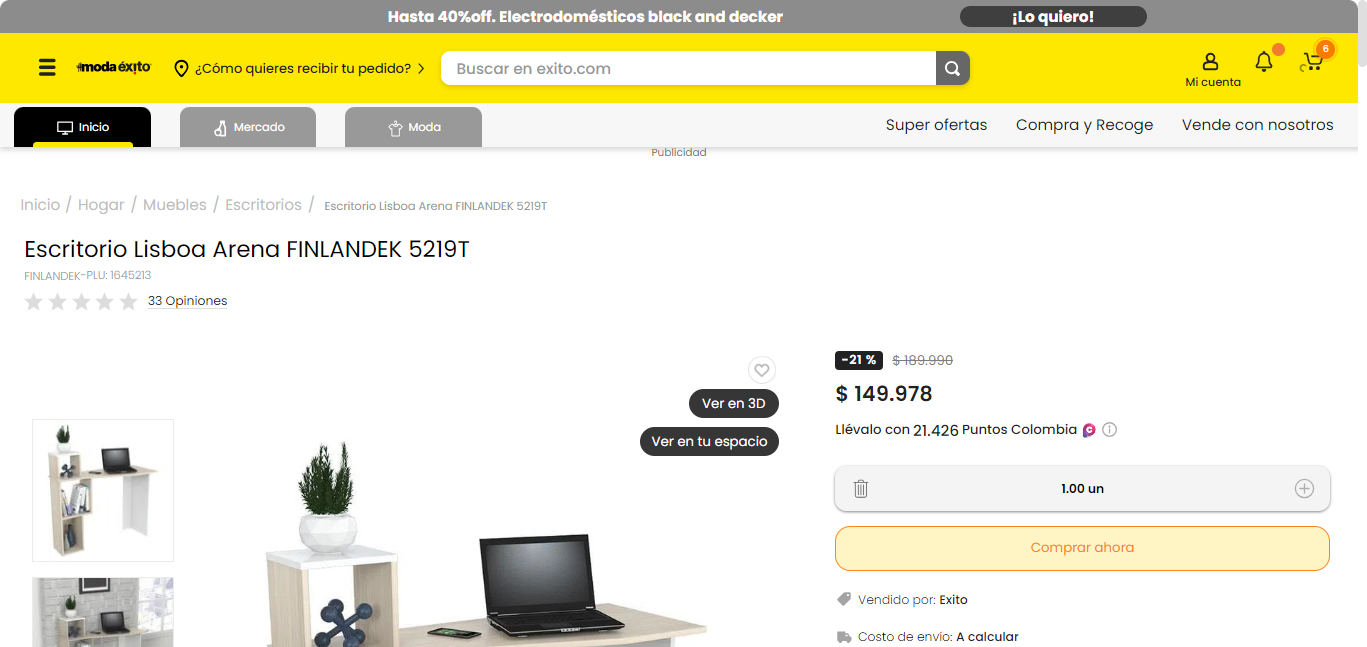 Hasta 40%off. Electrodomésticos black and decker
¡Lo quiero!
#moda éxito
¿Cómo quieres recibir tu pedido?
Buscar en exito.com
Mi cuenta
6
Inicio
Mercado
Moda
Super ofertas
Compra y Recoge
Vende con nosotros
Publicidad
Inicio / Hogar / Muebles / Escritorios / Escritorio Lisboa Arena FINLANDEK 5219T
Escritorio Lisboa Arena FINLANDEK 5219T
FINLANDEK-PLU: 1645213
33 Opiniones
Ver en 3D
Ver en tu espacio
-21 % $ 189.990
$ 149.978
Llévalo con 21.426 Puntos Colombia
1.00 un
Comprar ahora
Vendido por: Exito
Costo de envío: A calcular